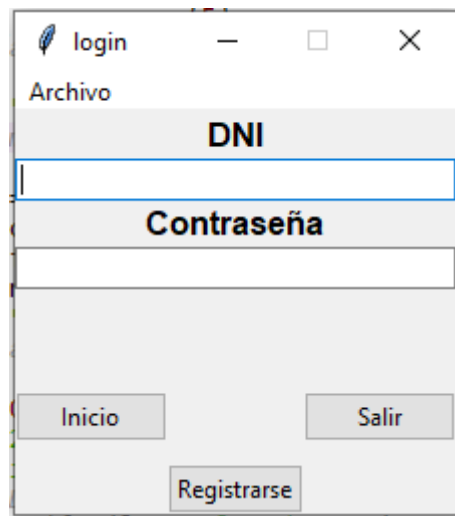 login
Archivo
DNI
Contraseña
Inicio Salir
Registrarse